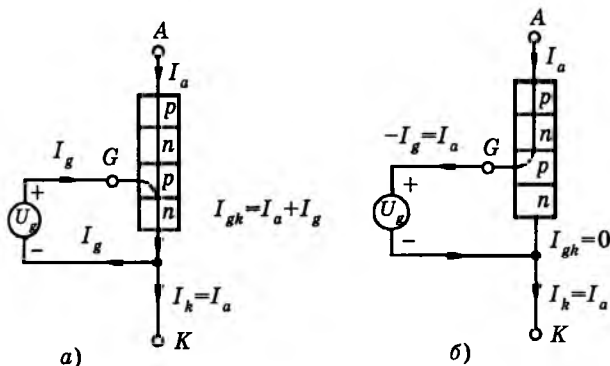 A
I_a
p
n
p
n
I_g
G
+
U_g
−
I_g
I_gk=I_a+I_g
I_k=I_a
K
а)
A
I_a
p
n
p
n
−I_g=I_a
G
+
U_g
−
I_gk=0
I_k=I_a
K
б)